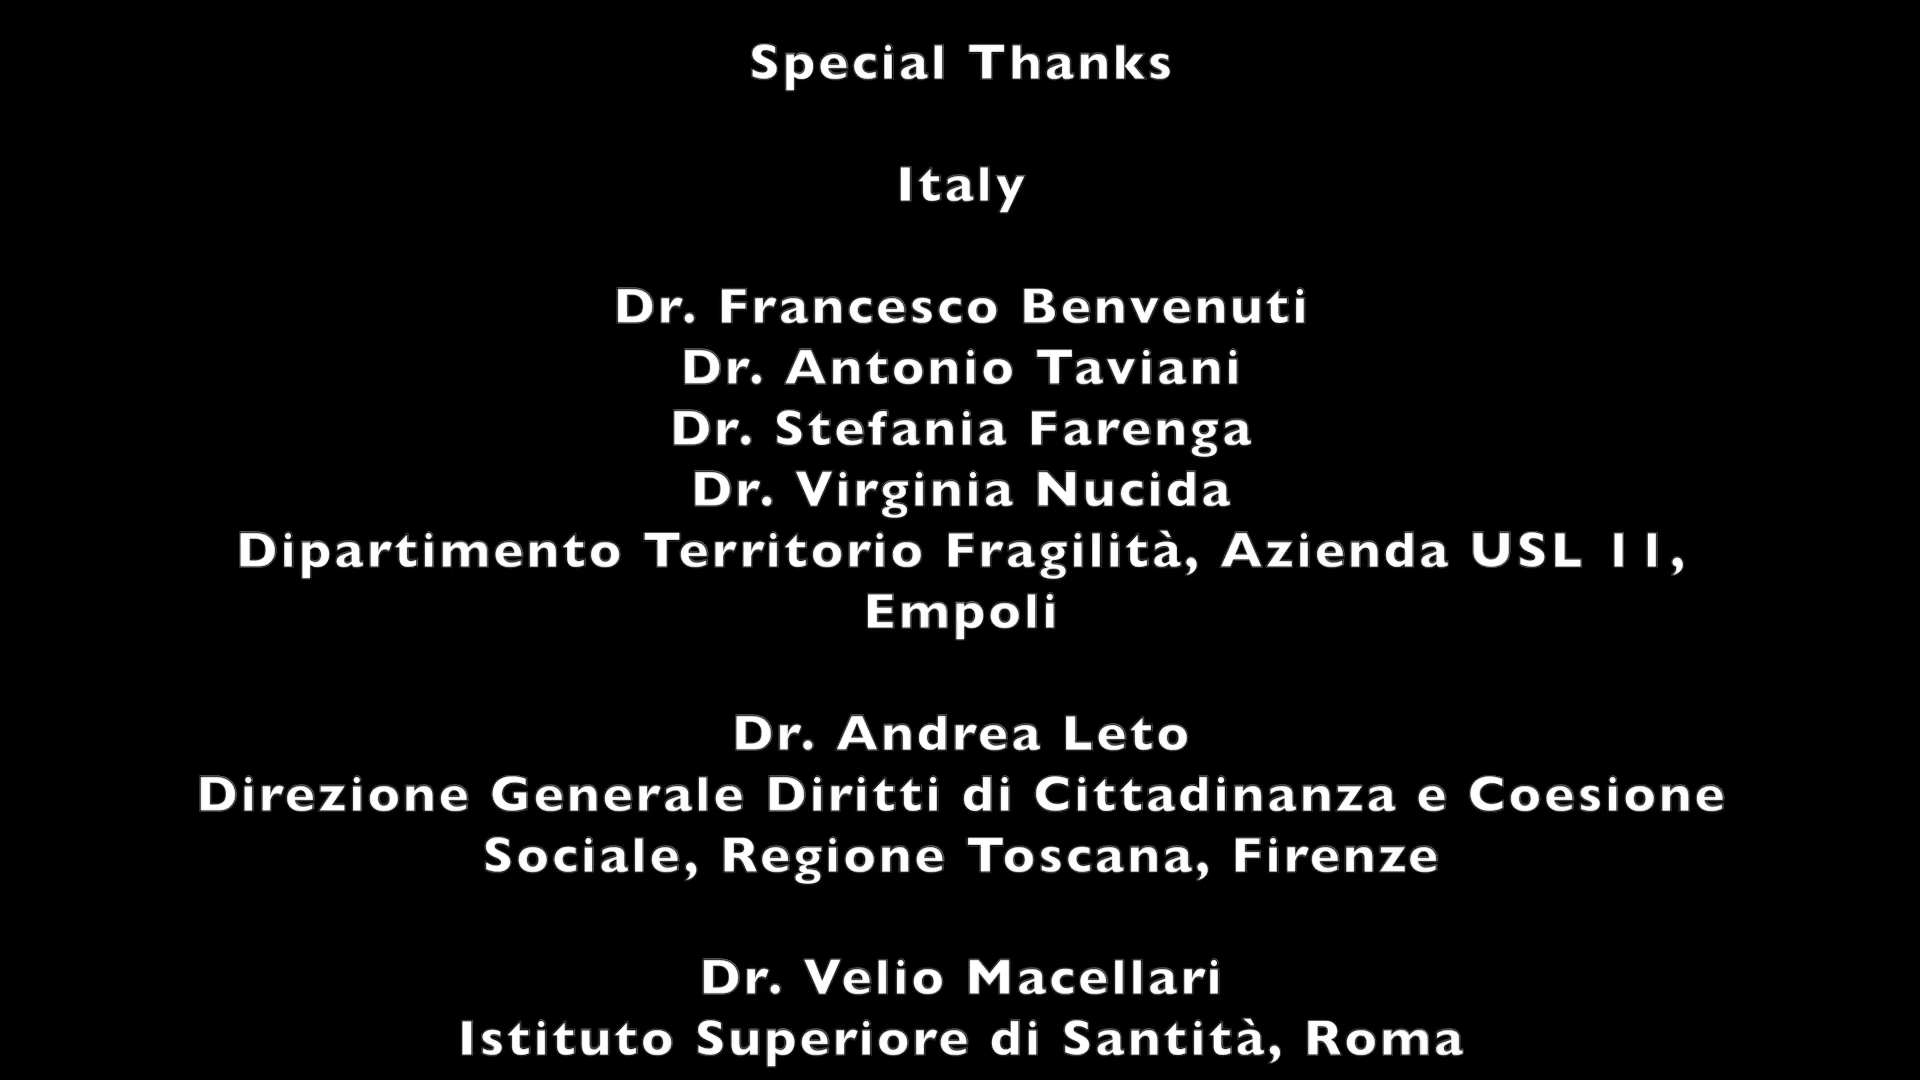 Special Thanks
Italy
Dr. Francesco Benvenuti
Dr. Antonio Taviani
Dr. Stefania Farenga
Dr. Virginia Nucida
Dipartimento Territorio Fragilità, Azienda USL 11,
Empoli
Dr. Andrea Leto
Direzione Generale Diritti di Cittadinanza e Coesione
Sociale, Regione Toscana, Firenze
Dr. Velio Macellari
Istituto Superiore di Santità, Roma